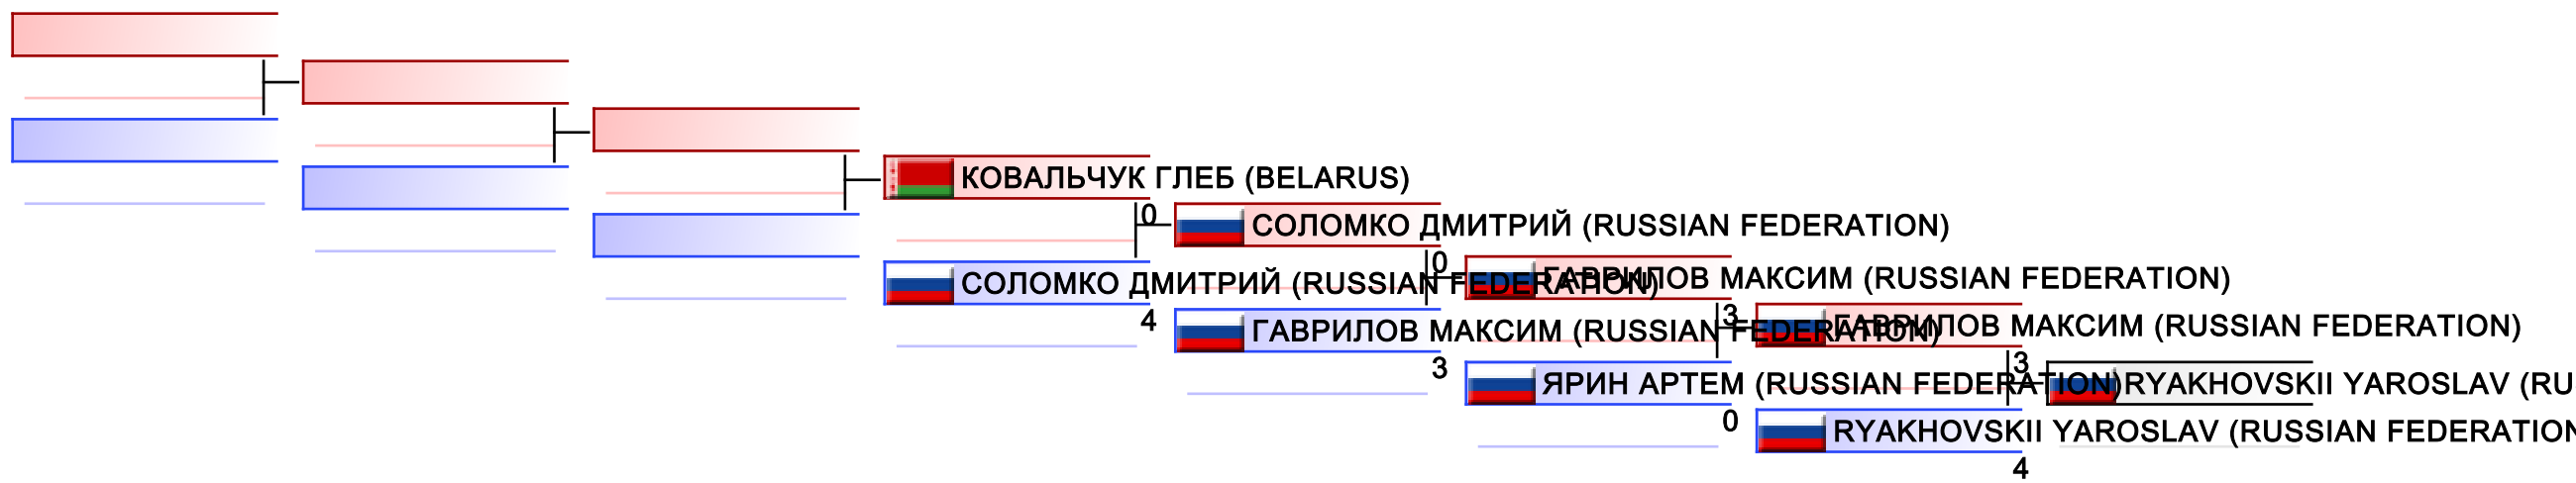 КОВАЛЬЧУК ГЛЕБ (BELARUS)
0
СОЛОМКО ДМИТРИЙ (RUSSIAN FEDERATION)
0
ГАВРИЛОВ МАКСИМ (RUSSIAN FEDERATION)
СОЛОМКО ДМИТРИЙ (RUSSIAN FEDERATION)
4
3
ГАВРИЛОВ МАКСИМ (RUSSIAN FEDERATION)
ГАВРИЛОВ МАКСИМ (RUSSIAN FEDERATION)
3
3
ЯРИН АРТЕМ (RUSSIAN FEDERATION)
RYAKHOVSKII YAROSLAV (RU
0
RYAKHOVSKII YAROSLAV (RUSSIAN FEDERATION
4